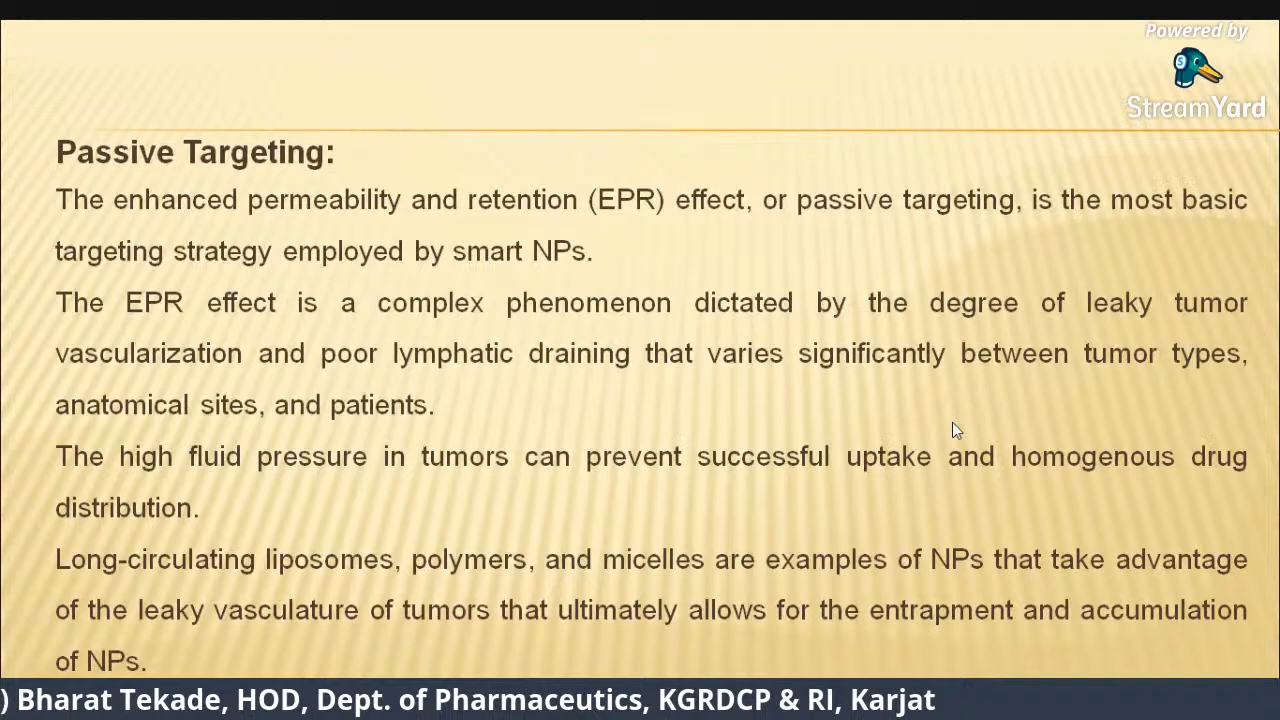 Powered by
StreamYard
Passive Targeting:
The enhanced permeability and retention (EPR) effect, or passive targeting, is the most basic
targeting strategy employed by smart NPs.
The EPR effect is a complex phenomenon dictated by the degree of leaky tumor
vascularization and poor lymphatic draining that varies significantly between tumor types,
anatomical sites, and patients.
The high fluid pressure in tumors can prevent successful uptake and homogenous drug
distribution.
Long-circulating liposomes, polymers, and micelles are examples of NPs that take advantage
of the leaky vasculature of tumors that ultimately allows for the entrapment and accumulation
of NPs.
) Bharat Tekade, HOD, Dept. of Pharmaceutics, KGRDCP & RI, Karjat